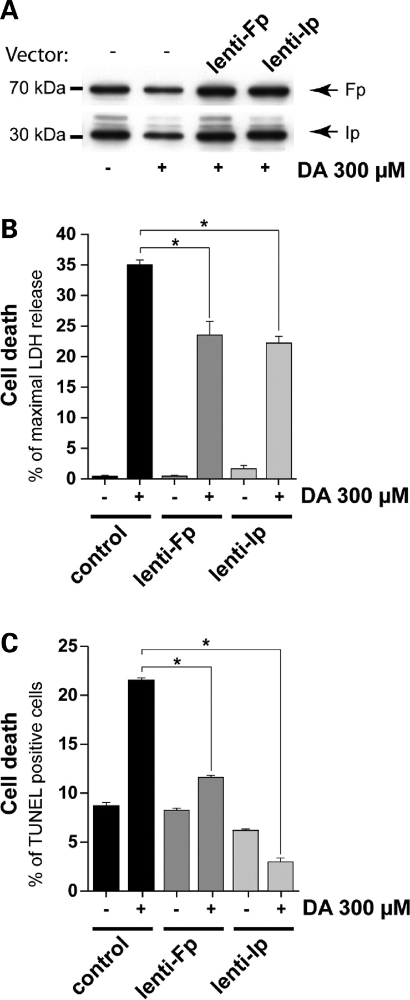 A
Vector: - - lenti-Fp lenti-Ip
70 kDa Fp
30 kDa Ip
- + + + DA 300 µM
B
Cell death
% of maximal LDH release
40
35
30
25
20
15
10
5
0
* *
- + - + - + DA 300 µM
control lenti-Fp lenti-Ip
C
Cell death
% of TUNEL positive cells
25
20
15
10
5
0
* *
- + - + - + DA 300 µM
control lenti-Fp lenti-Ip